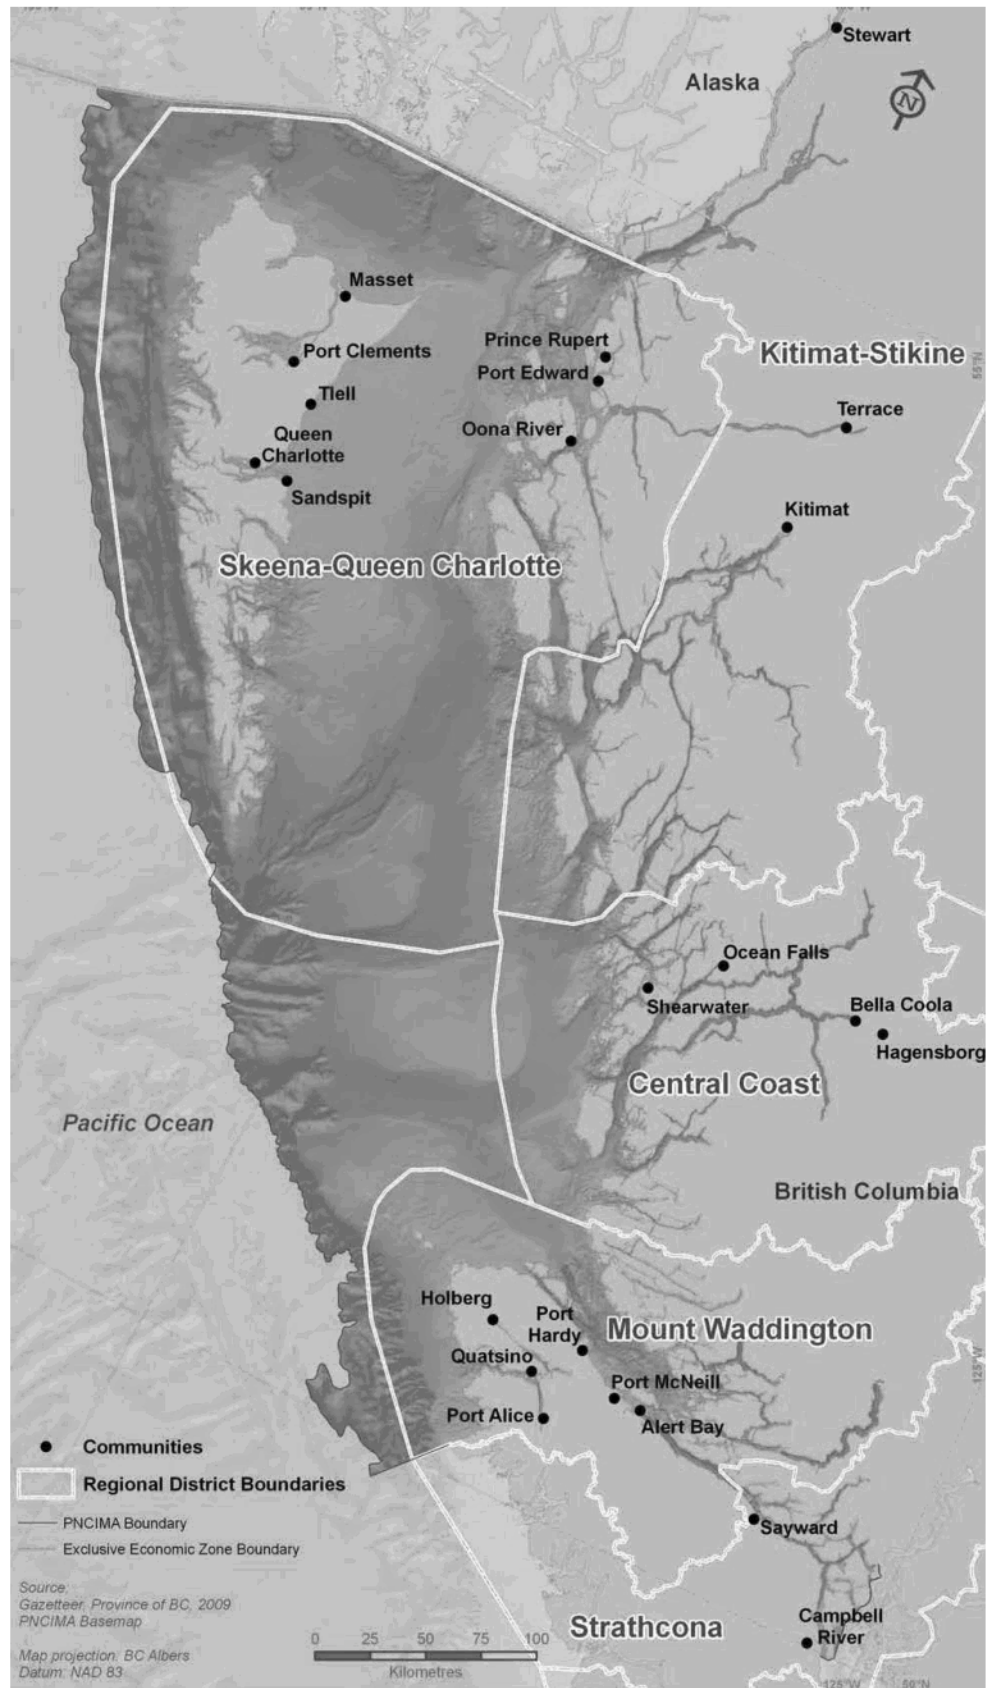 Stewart
Alaska
N
Masset
Port Clements
Tlell
Queen
Charlotte
Sandspit
Prince Rupert
Port Edward
Oona River
Kitimat-Stikine
55°N
Terrace
Kitimat
Skeena-Queen Charlotte
Ocean Falls
Shearwater
Bella Coola
Hagensborg
Central Coast
Pacific Ocean
British Columbia
Holberg
Port
Hardy
Mount Waddington
Quatsino
Port McNeill
Port Alice
Alert Bay
125°W
Communities
Regional District Boundaries
PNCIMA Boundary
Exclusive Economic Zone Boundary
Sayward
Source:
Gazetteer, Province of BC, 2009
PNCIMA Basemap
Map projection: BC Albers
Datum: NAD 83
0 25 50 75 100
Kilometres
Strathcona
Campbell
River
125°W 50°N